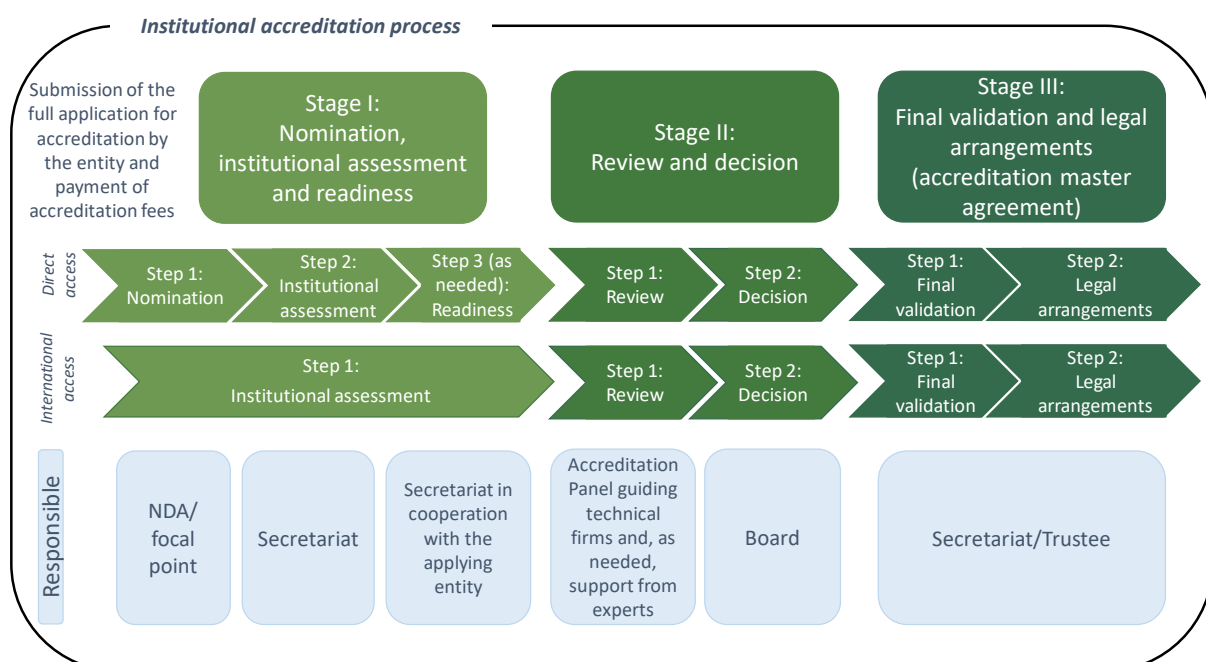 Institutional accreditation process
Submission of the
full application for
accreditation by
the entity and
payment of
accreditation fees
Stage I:
Nomination,
institutional assessment
and readiness
Stage II:
Review and decision
Stage III:
Final validation and legal
arrangements
(accreditation master
agreement)
Direct
access
Step 1:
Nomination
Step 2:
Institutional
assessment
Step 3 (as
needed):
Readiness
Step 1:
Review
Step 2:
Decision
Step 1:
Final
validation
Step 2:
Legal
arrangements
International
access
Step 1:
Institutional assessment
Step 1:
Review
Step 2:
Decision
Step 1:
Final
validation
Step 2:
Legal
arrangements
Responsible
NDA/
focal
point
Secretariat
Secretariat in
cooperation
with the
applying
entity
Accreditation
Panel guiding
technical
firms and, as
needed,
support from
experts
Board
Secretariat/Trustee